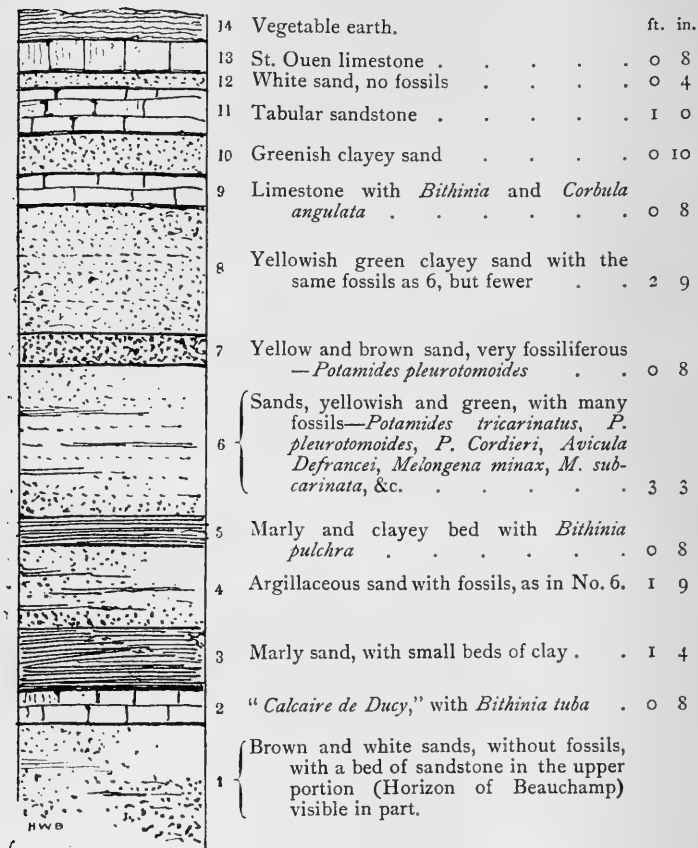 14 Vegetable earth. ft. in.
13 St. Ouen limestone . . . . . 0 8
12 White sand, no fossils . . . . 0 4
11 Tabular sandstone . . . . . 1 0
10 Greenish clayey sand . . . . 0 10
9 Limestone with Bithinia and Corbula
angulata . . . . . . 0 8
8 Yellowish green clayey sand with the
same fossils as 6, but fewer . . 2 9
7 Yellow and brown sand, very fossiliferous
—Potamides pleurotomoides . . 0 8
6 Sands, yellowish and green, with many
fossils—Potamides tricarinatus, P.
pleurotomoides, P. Cordieri, Avicula
Defrancei, Melongena minax, M. sub-
carinata, &c. . . . . . 3 3
5 Marly and clayey bed with Bithinia
pulchra . . . . . . 0 8
4 Argillaceous sand with fossils, as in No. 6. 1 9
3 Marly sand, with small beds of clay . . 1 4
2 "Calcaire de Ducy," with Bithinia tuba . 0 8
1 Brown and white sands, without fossils,
with a bed of sandstone in the upper
portion (Horizon of Beauchamp)
visible in part.
HWB